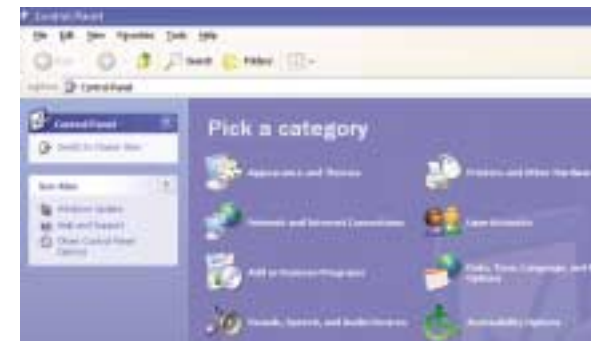 Control Panel
File Edit View Favorites Tools Help
Search Folders
Control Panel
Control Panel
Switch to Classic View
See Also
Windows Update
Help and Support
Other Control Panel
Options
Pick a category
Appearance and Themes
Printers and Other Hardware
Network and Internet Connections
User Accounts
Add or Remove Programs
Date, Time, Language, and
Options
Sounds, Speech, and Audio Devices
Accessibility Options